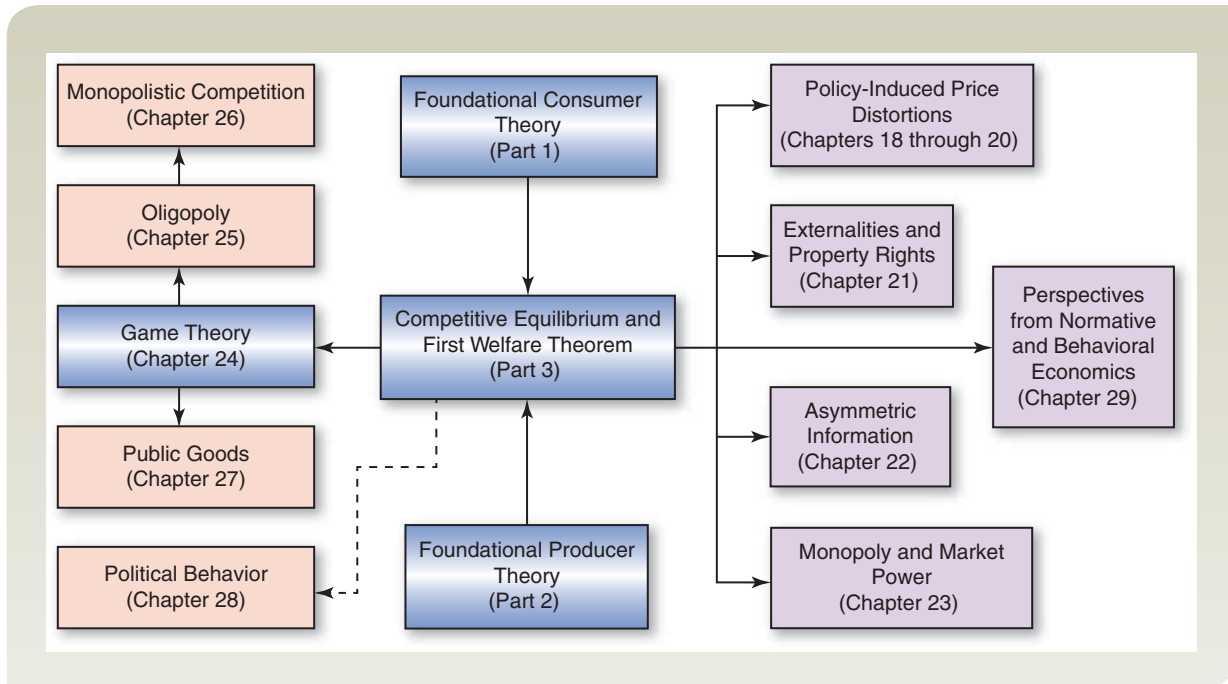 Monopolistic Competition
(Chapter 26)
Oligopoly
(Chapter 25)
Game Theory
(Chapter 24)
Public Goods
(Chapter 27)
Political Behavior
(Chapter 28)
Foundational Consumer
Theory
(Part 1)
Competitive Equilibrium and
First Welfare Theorem
(Part 3)
Foundational Producer
Theory
(Part 2)
Policy-Induced Price
Distortions
(Chapters 18 through 20)
Externalities and
Property Rights
(Chapter 21)
Asymmetric
Information
(Chapter 22)
Monopoly and Market
Power
(Chapter 23)
Perspectives
from Normative
and Behavioral
Economics
(Chapter 29)